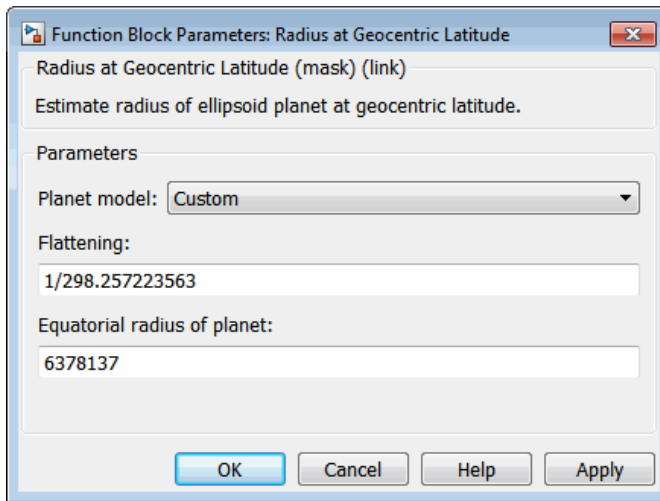 Function Block Parameters: Radius at Geocentric Latitude
Radius at Geocentric Latitude (mask) (link)
Estimate radius of ellipsoid planet at geocentric latitude.
Parameters
Planet model: Custom
Flattening:
1/298.257223563
Equatorial radius of planet:
6378137
OK Cancel Help Apply